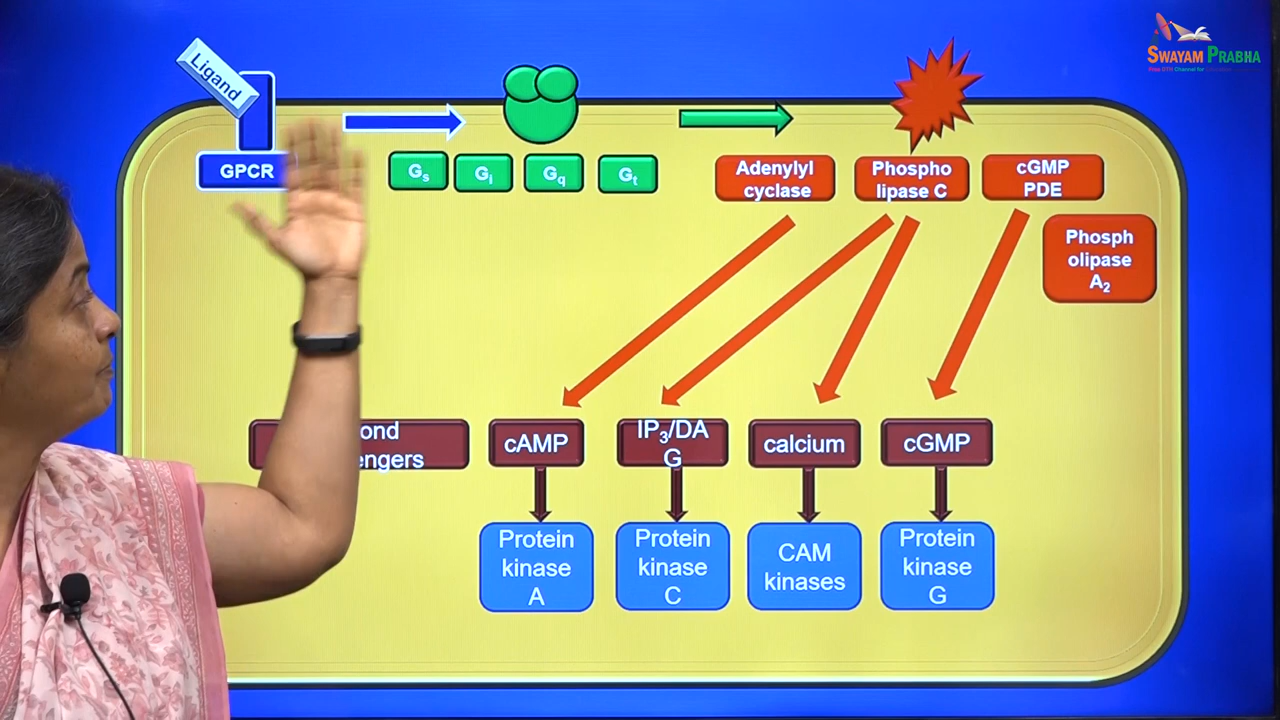 SWAYAM PRABHA
Ligand
GPCR
Gs
Gi
Gq
Gt
Adenylyl
cyclase
Phospho
lipase C
cGMP
PDE
Phosph
olipase
A2
ond
engers
cAMP
IP3/DA
G
calcium
cGMP
Protein
kinase
A
Protein
kinase
C
CAM
kinases
Protein
kinase
G